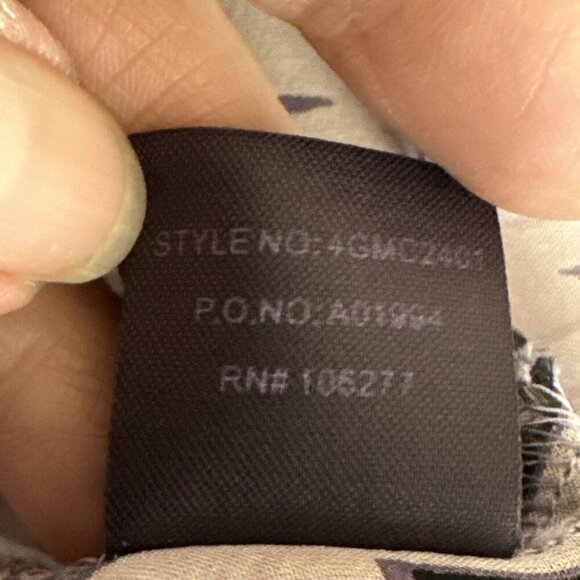 STYLE NO: 4GMC2401
P.O.NO: A01994
RN# 106277